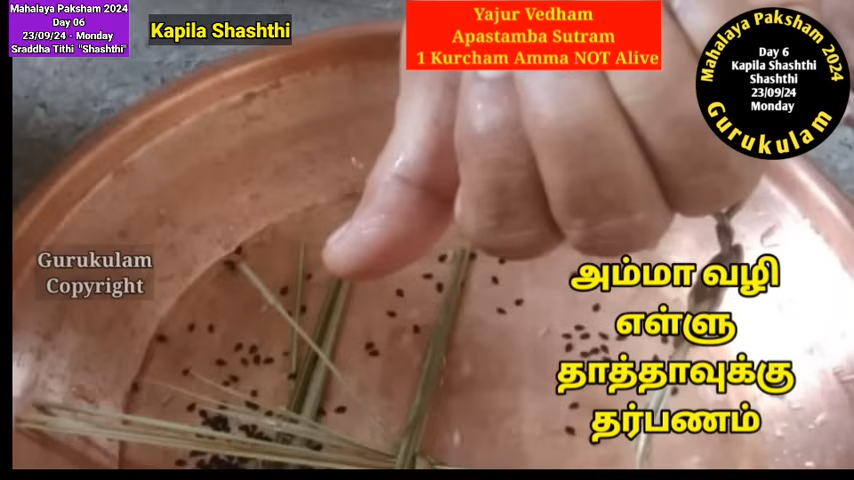 Mahalaya Paksham 2024
Day 06
23/09/24 - Monday
Sraddha Tithi "Shashthi"
Kapila Shashthi
Yajur Vedham
Apastamba Sutram
1 Kurcham Amma NOT Alive
Mahalaya Paksham 2024
Day 6
Kapila Shashthi
Shashthi
23/09/24
Monday
Gurukulam
Gurukulam
Copyright
அம்மா வழி
எள்ளு
தாத்தாவுக்கு
தர்பணம்